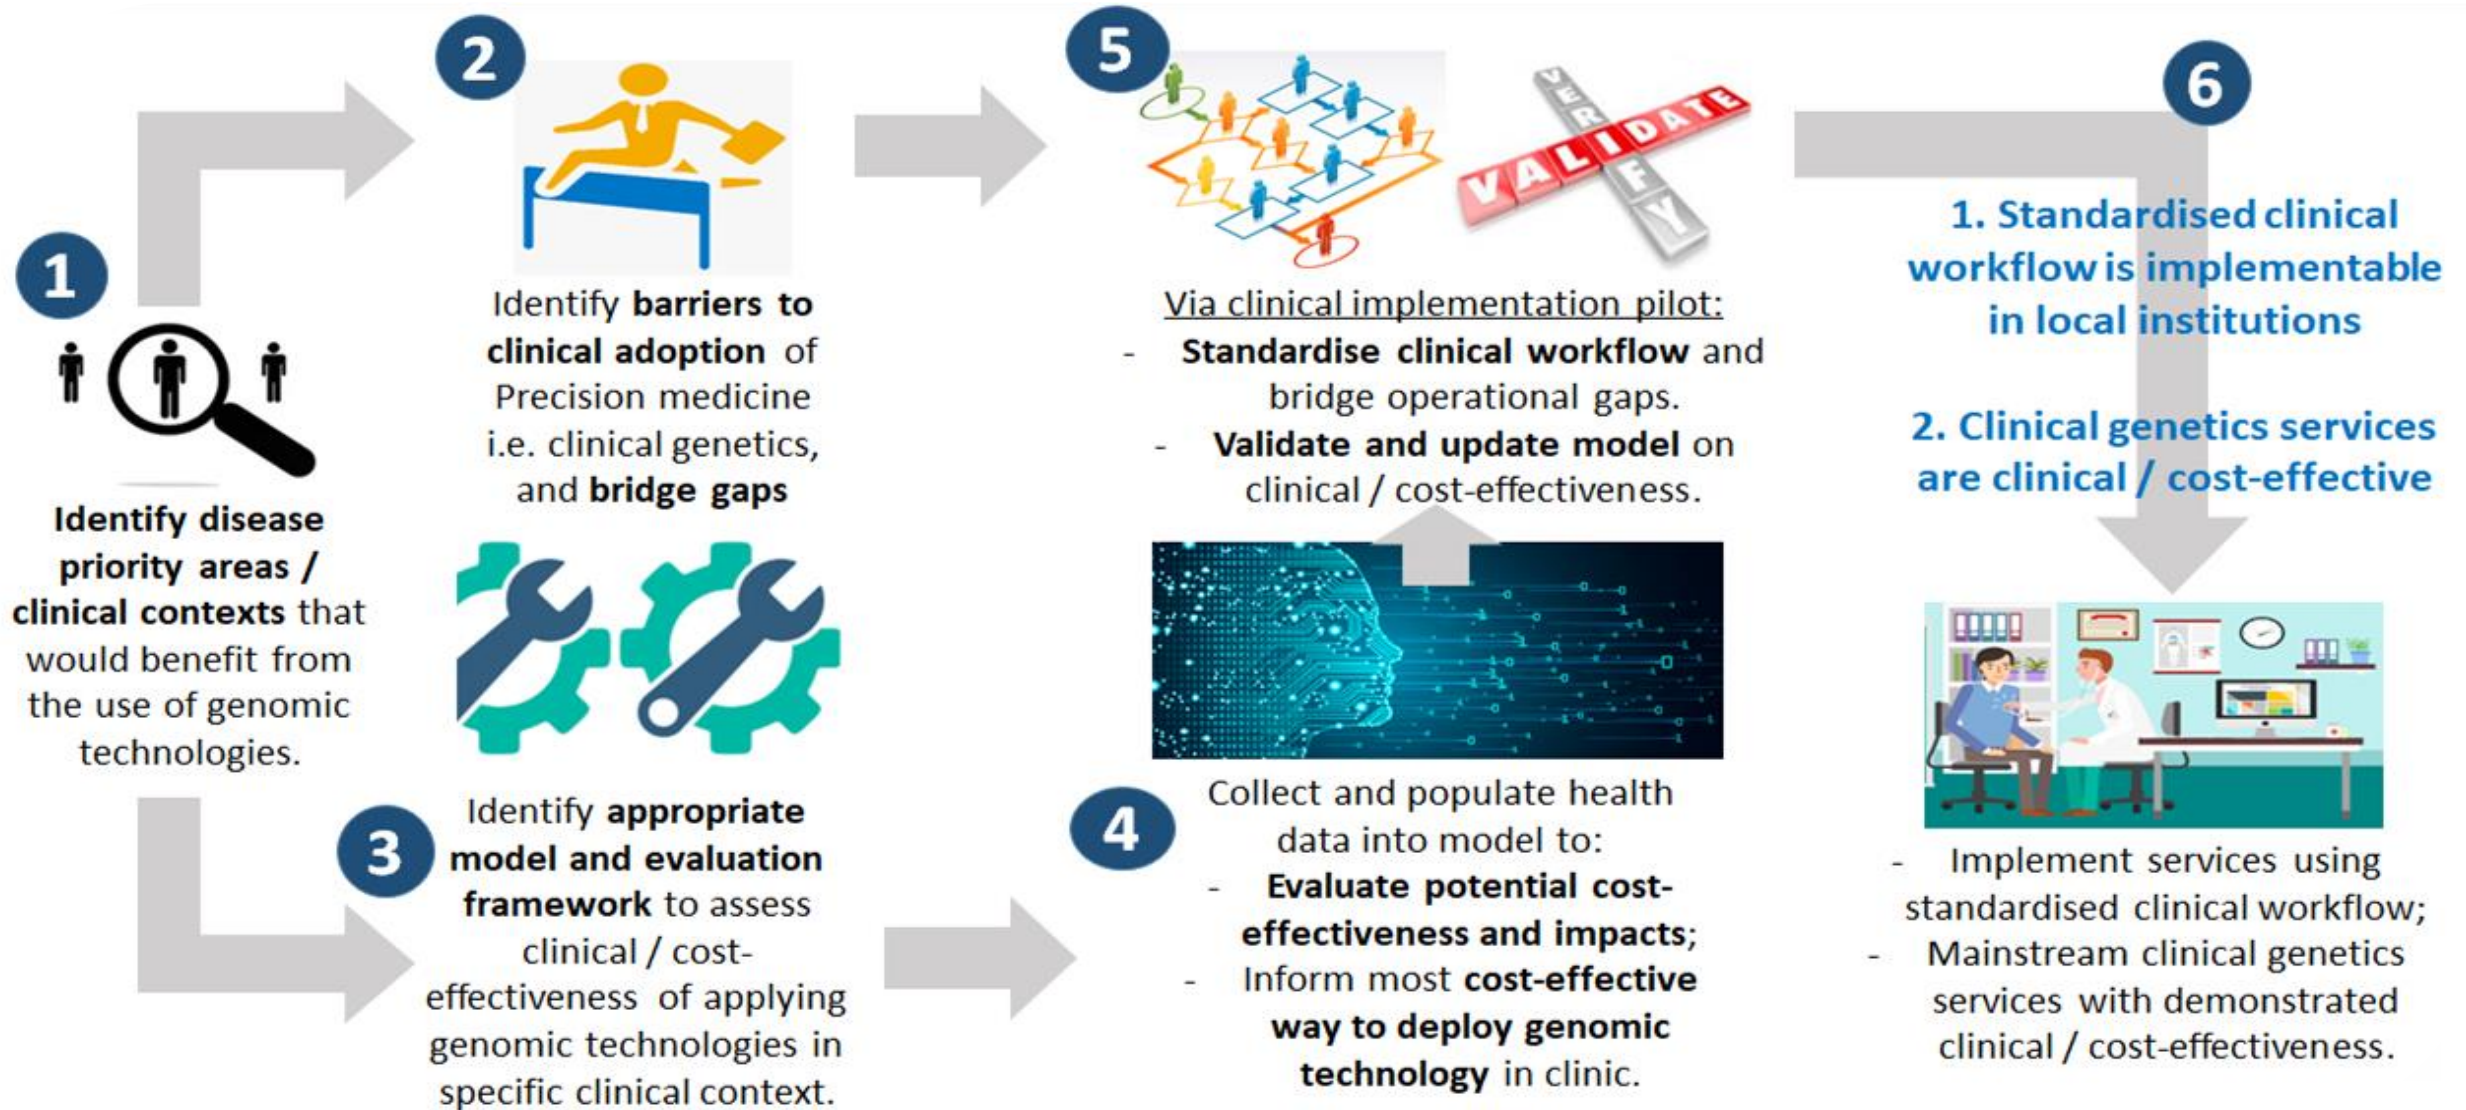 1
Identify disease
priority areas /
clinical contexts that
would benefit from
the use of genomic
technologies.
2
Identify barriers to
clinical adoption of
Precision medicine
i.e. clinical genetics,
and bridge gaps
3
Identify appropriate
model and evaluation
framework to assess
clinical / cost-
effectiveness of applying
genomic technologies in
specific clinical context.
4
Collect and populate health
data into model to:
- Evaluate potential cost-
effectiveness and impacts;
- Inform most cost-effective
way to deploy genomic
technology in clinic.
5
VERIFY
VALIDATE
Via clinical implementation pilot:
- Standardise clinical workflow and
bridge operational gaps.
- Validate and update model on
clinical / cost-effectiveness.
6
1. Standardised clinical
workflow is implementable
in local institutions
2. Clinical genetics services
are clinical / cost-effective
- Implement services using
standardised clinical workflow;
- Mainstream clinical genetics
services with demonstrated
clinical / cost-effectiveness.